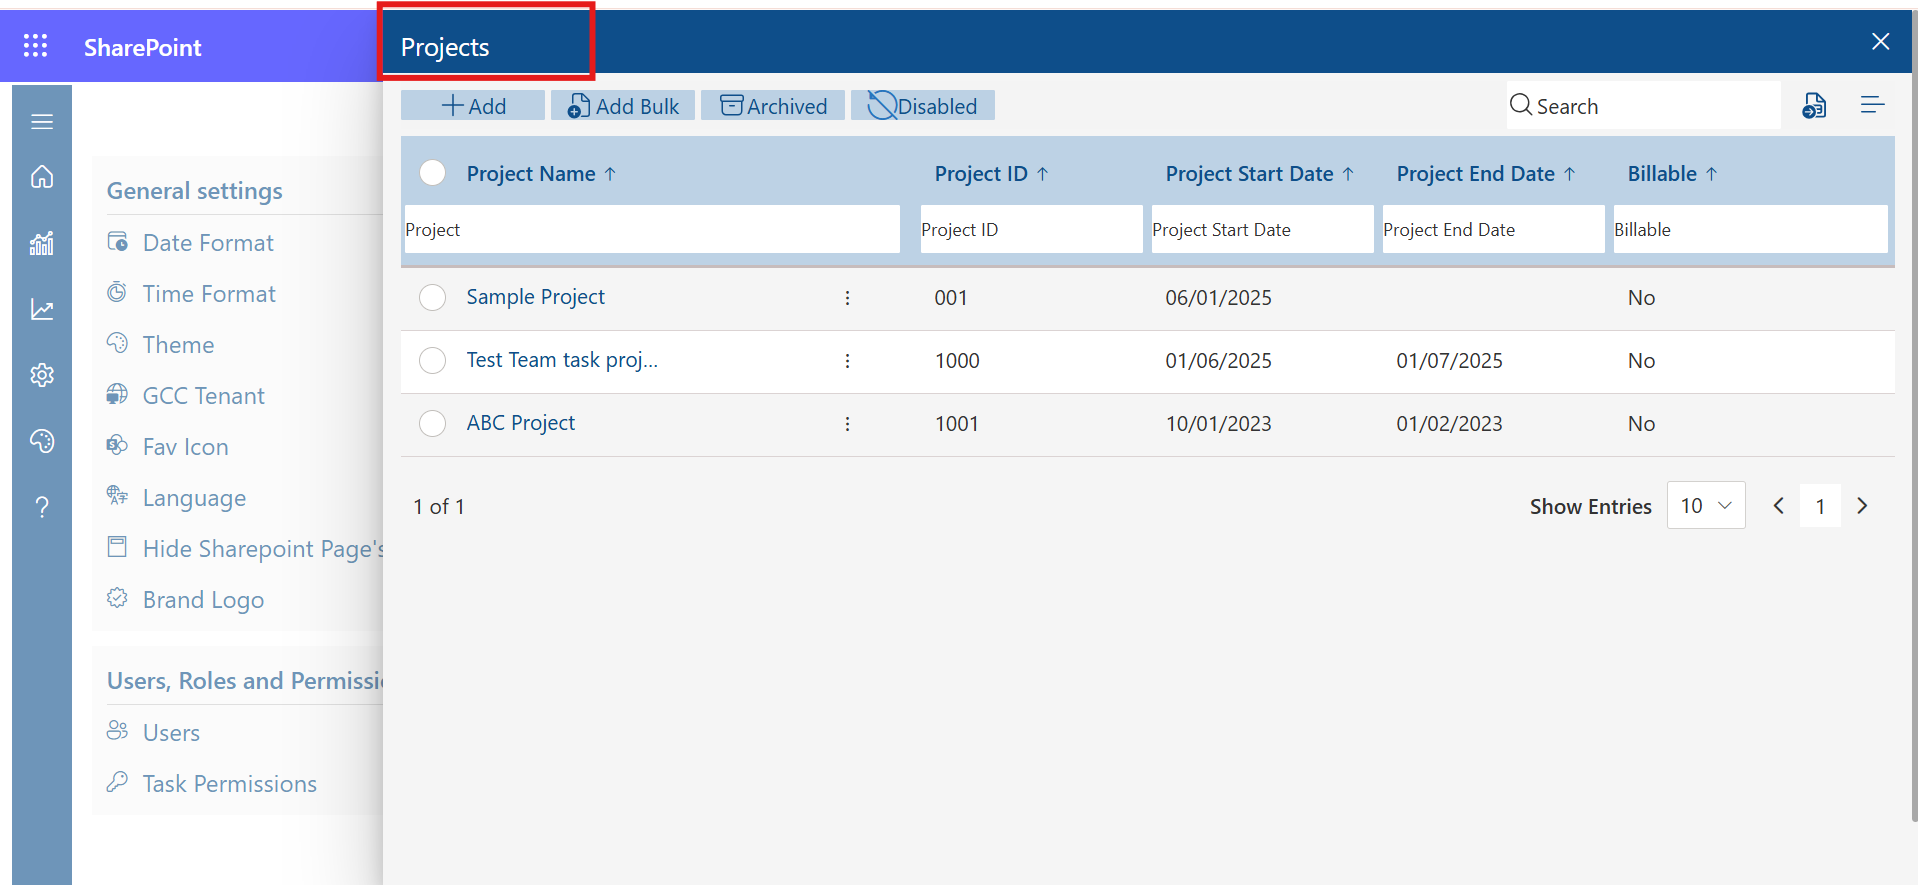 SharePoint
Projects
Add
Add Bulk
Archived
Disabled
Search
General settings
Date Format
Time Format
Theme
GCC Tenant
Fav Icon
Language
Hide Sharepoint Page's
Brand Logo
Users, Roles and Permissi
Users
Task Permissions
Project Name ↑ Project ID ↑ Project Start Date ↑ Project End Date ↑ Billable ↑
Project Project ID Project Start Date Project End Date Billable
Sample Project 001 06/01/2025 No
Test Team task proj... 1000 01/06/2025 01/07/2025 No
ABC Project 1001 10/01/2023 01/02/2023 No
1 of 1 Show Entries 10 1